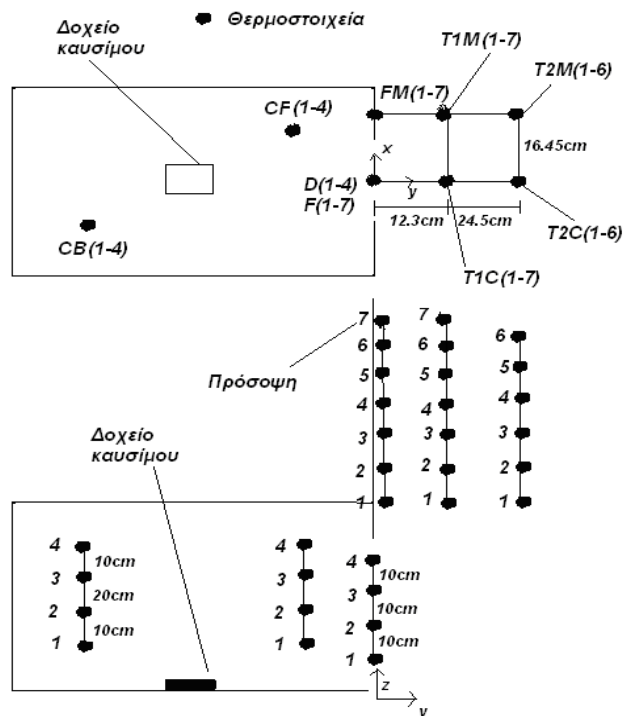 Θερμοστοιχεία
Δοχείο
καυσίμου
T1M(1-7)
T2M(1-6)
FM(1-7)
CF(1-4)
16.45cm
x
D(1-4)
y
F(1-7)
12.3cm
24.5cm
CB(1-4)
T2C(1-6)
T1C(1-7)
7
6
5
4
3
2
1
7
6
5
4
3
2
1
6
5
4
3
2
1
Πρόσοψη
Δοχείο
καυσίμου
4
10cm
3
20cm
2
10cm
1
4
3
2
1
4
10cm
3
10cm
2
10cm
1
z
y